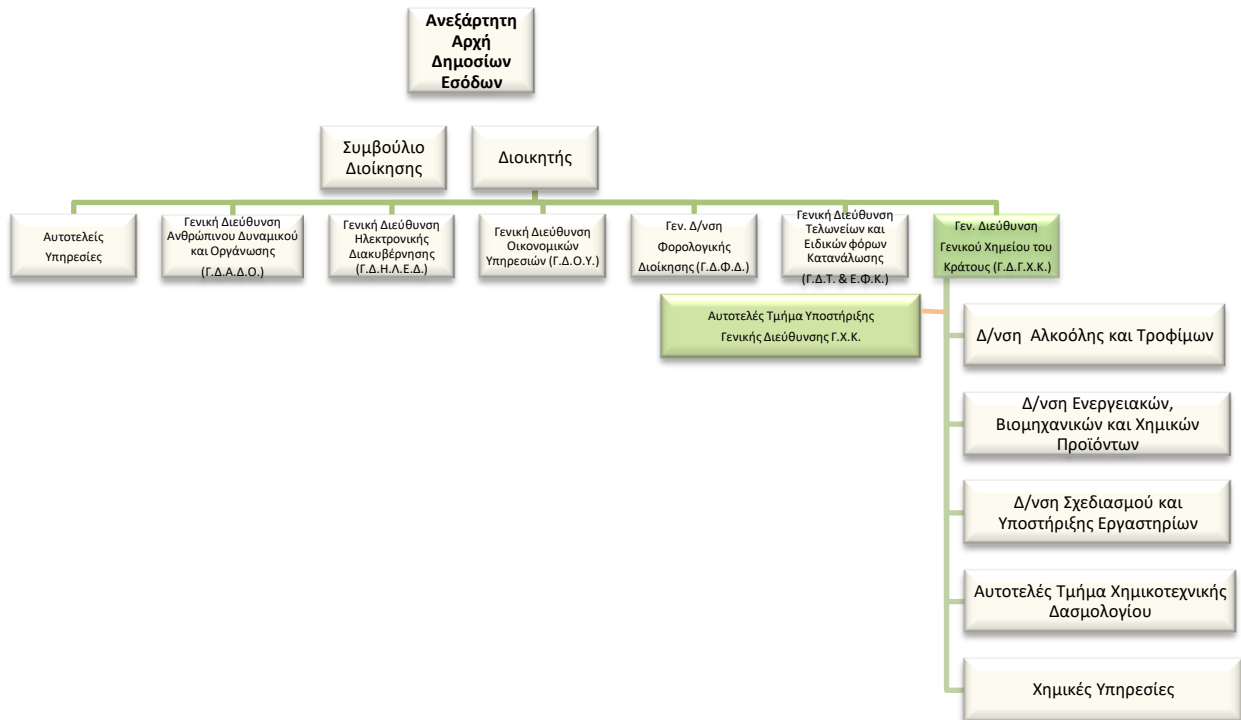 Ανεξάρτητη
Αρχή
Δημοσίων
Εσόδων
Συμβούλιο
Διοίκησης
Διοικητής
Αυτοτελείς
Υπηρεσίες
Γενική Διεύθυνση
Ανθρώπινου Δυναμικού
και Οργάνωσης
(Γ.Δ.Α.Δ.Ο.)
Γενική Διεύθυνση
Ηλεκτρονικής
Διακυβέρνησης
(Γ.Δ.Η.Λ.Ε.Δ.)
Γενική Διεύθυνση
Οικονομικών
Υπηρεσιών (Γ.Δ.Ο.Υ.)
Γεν. Δ/νση
Φορολογικής
Διοίκησης (Γ.Δ.Φ.Δ.)
Γενική Διεύθυνση
Τελωνείων και
Ειδικών φόρων
Κατανάλωσης
(Γ.Δ.Τ. & Ε.Φ.Κ.)
Γεν. Διεύθυνση
Γενικού Χημείου του
Κράτους (Γ.Δ.Γ.Χ.Κ.)
Αυτοτελές Τμήμα Υποστήριξης
Γενικής Διεύθυνσης Γ.Χ.Κ.
Δ/νση Αλκοόλης και Τροφίμων
Δ/νση Ενεργειακών,
Βιομηχανικών και Χημικών
Προϊόντων
Δ/νση Σχεδιασμού και
Υποστήριξης Εργαστηρίων
Αυτοτελές Τμήμα Χημικοτεχνικής
Δασμολογίου
Χημικές Υπηρεσίες